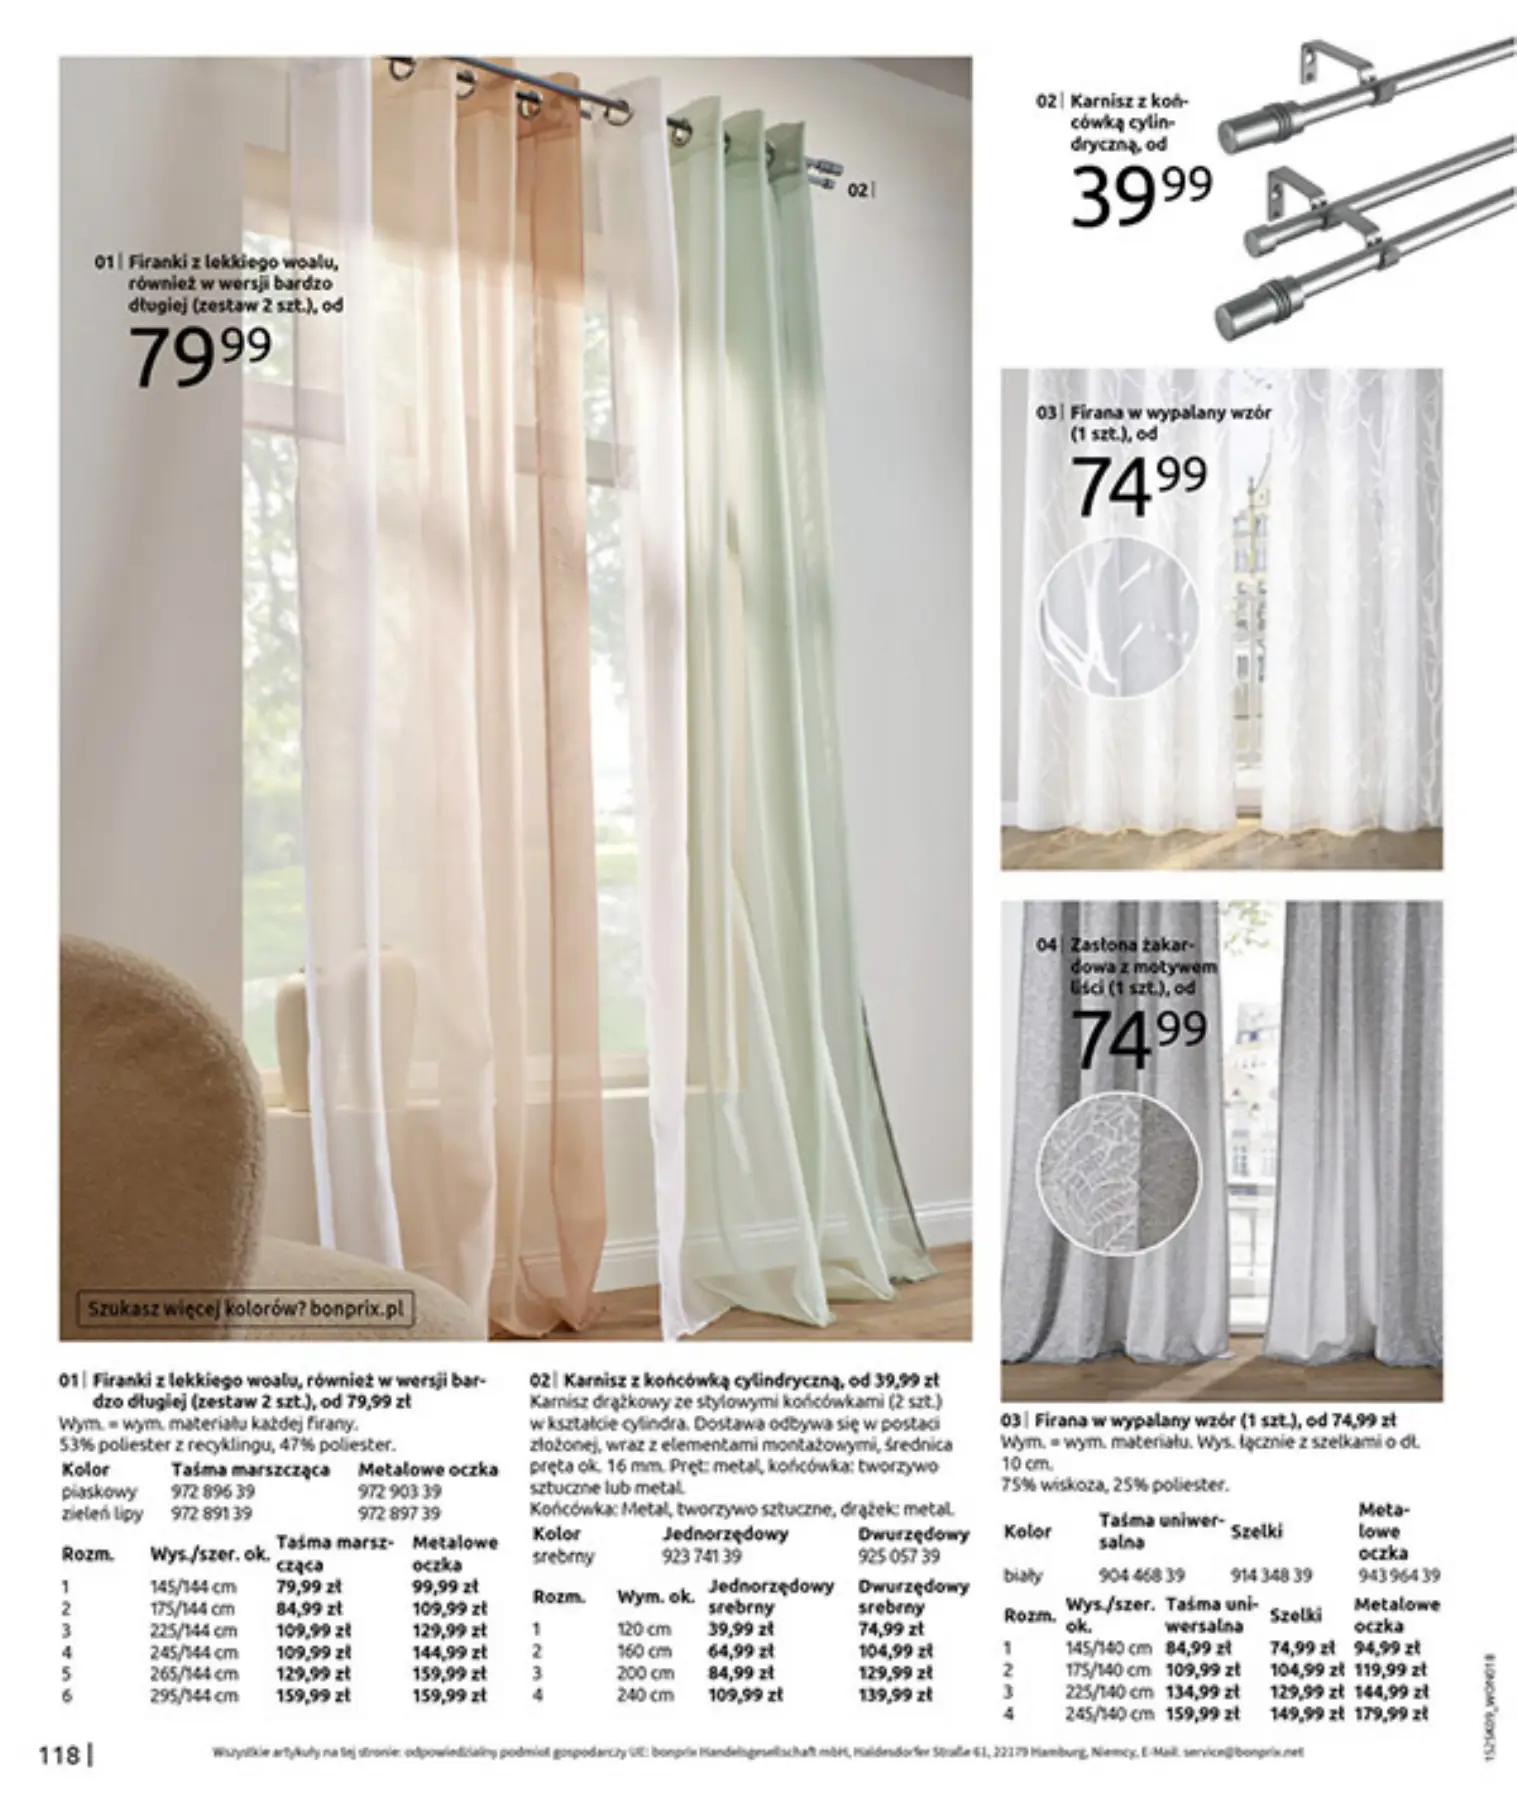 02| Karnisz z koń-
cówką cylin-
dryczną, od
39 99
02|
01| Firanki z lekkiego woalu,
również w wersji bardzo
długiej (zestaw 2 szt.), od
79 99
03| Firana w wypalany wzór
(1 szt.), od
74 99
04| Zasłona żakar-
dowa z motywem
liści (1 szt.), od
74 99
Szukasz więcej kolorów? bonprix.pl
01| Firanki z lekkiego woalu, również w wersji bar-
dzo długiej (zestaw 2 szt.), od 79,99 zł
Wym. = wym. materiału każdej firany.
53% poliester z recyklingu, 47% poliester.
Kolor Taśma marszcząca Metalowe oczka
piaskowy 972 896 39 972 903 39
zieleń lipy 972 891 39 972 897 39
Rozm. Wys./szer. ok. Taśma marsz- Metalowe
cząca oczka
1 145/144 cm 79,99 zł 99,99 zł
2 175/144 cm 84,99 zł 109,99 zł
3 225/144 cm 109,99 zł 129,99 zł
4 245/144 cm 109,99 zł 144,99 zł
5 265/144 cm 129,99 zł 159,99 zł
6 295/144 cm 159,99 zł 159,99 zł
02| Karnisz z końcówką cylindryczną, od 39,99 zł
Karnisz drążkowy ze stylowymi końcówkami (2 szt.)
w kształcie cylindra. Dostawa odbywa się w postaci
złożonej, wraz z elementami montażowymi, średnica
pręta ok. 16 mm. Pręt: metal, końcówka: tworzywo
sztuczne lub metal.
Końcówka: Metal, tworzywo sztuczne, drążek: metal.
Kolor Jednorzędowy Dwurzędowy
srebrny 923 741 39 925 057 39
Rozm. Wym. ok. Jednorzędowy Dwurzędowy
srebrny srebrny
1 120 cm 39,99 zł 74,99 zł
2 160 cm 64,99 zł 104,99 zł
3 200 cm 84,99 zł 129,99 zł
4 240 cm 109,99 zł 139,99 zł
03| Firana w wypalany wzór (1 szt.), od 74,99 zł
Wym. = wym. materiału. Wys. łącznie z szelkami o dł.
10 cm.
75% wiskoza, 25% poliester.
Kolor Taśma uniwer- Szelki Meta-
salna lowe
oczka
biały 904 468 39 914 348 39 943 964 39
Rozm. Wys./szer. Taśma uni- Szelki Metalowe
ok. wersalna oczka
1 145/140 cm 84,99 zł 74,99 zł 94,99 zł
2 175/140 cm 109,99 zł 104,99 zł 119,99 zł
3 225/140 cm 134,99 zł 129,99 zł 144,99 zł
4 245/140 cm 159,99 zł 149,99 zł 179,99 zł
1525K09_WON018
118| Wszystkie artykuły na tej stronie: odpowiedzialny podmiot gospodarczy UE: bonprix Handelsgesellschaft mbH, Haldesdorfer Straße 61, 22179 Hamburg, Niemcy, E-Mail: service@bonprix.net